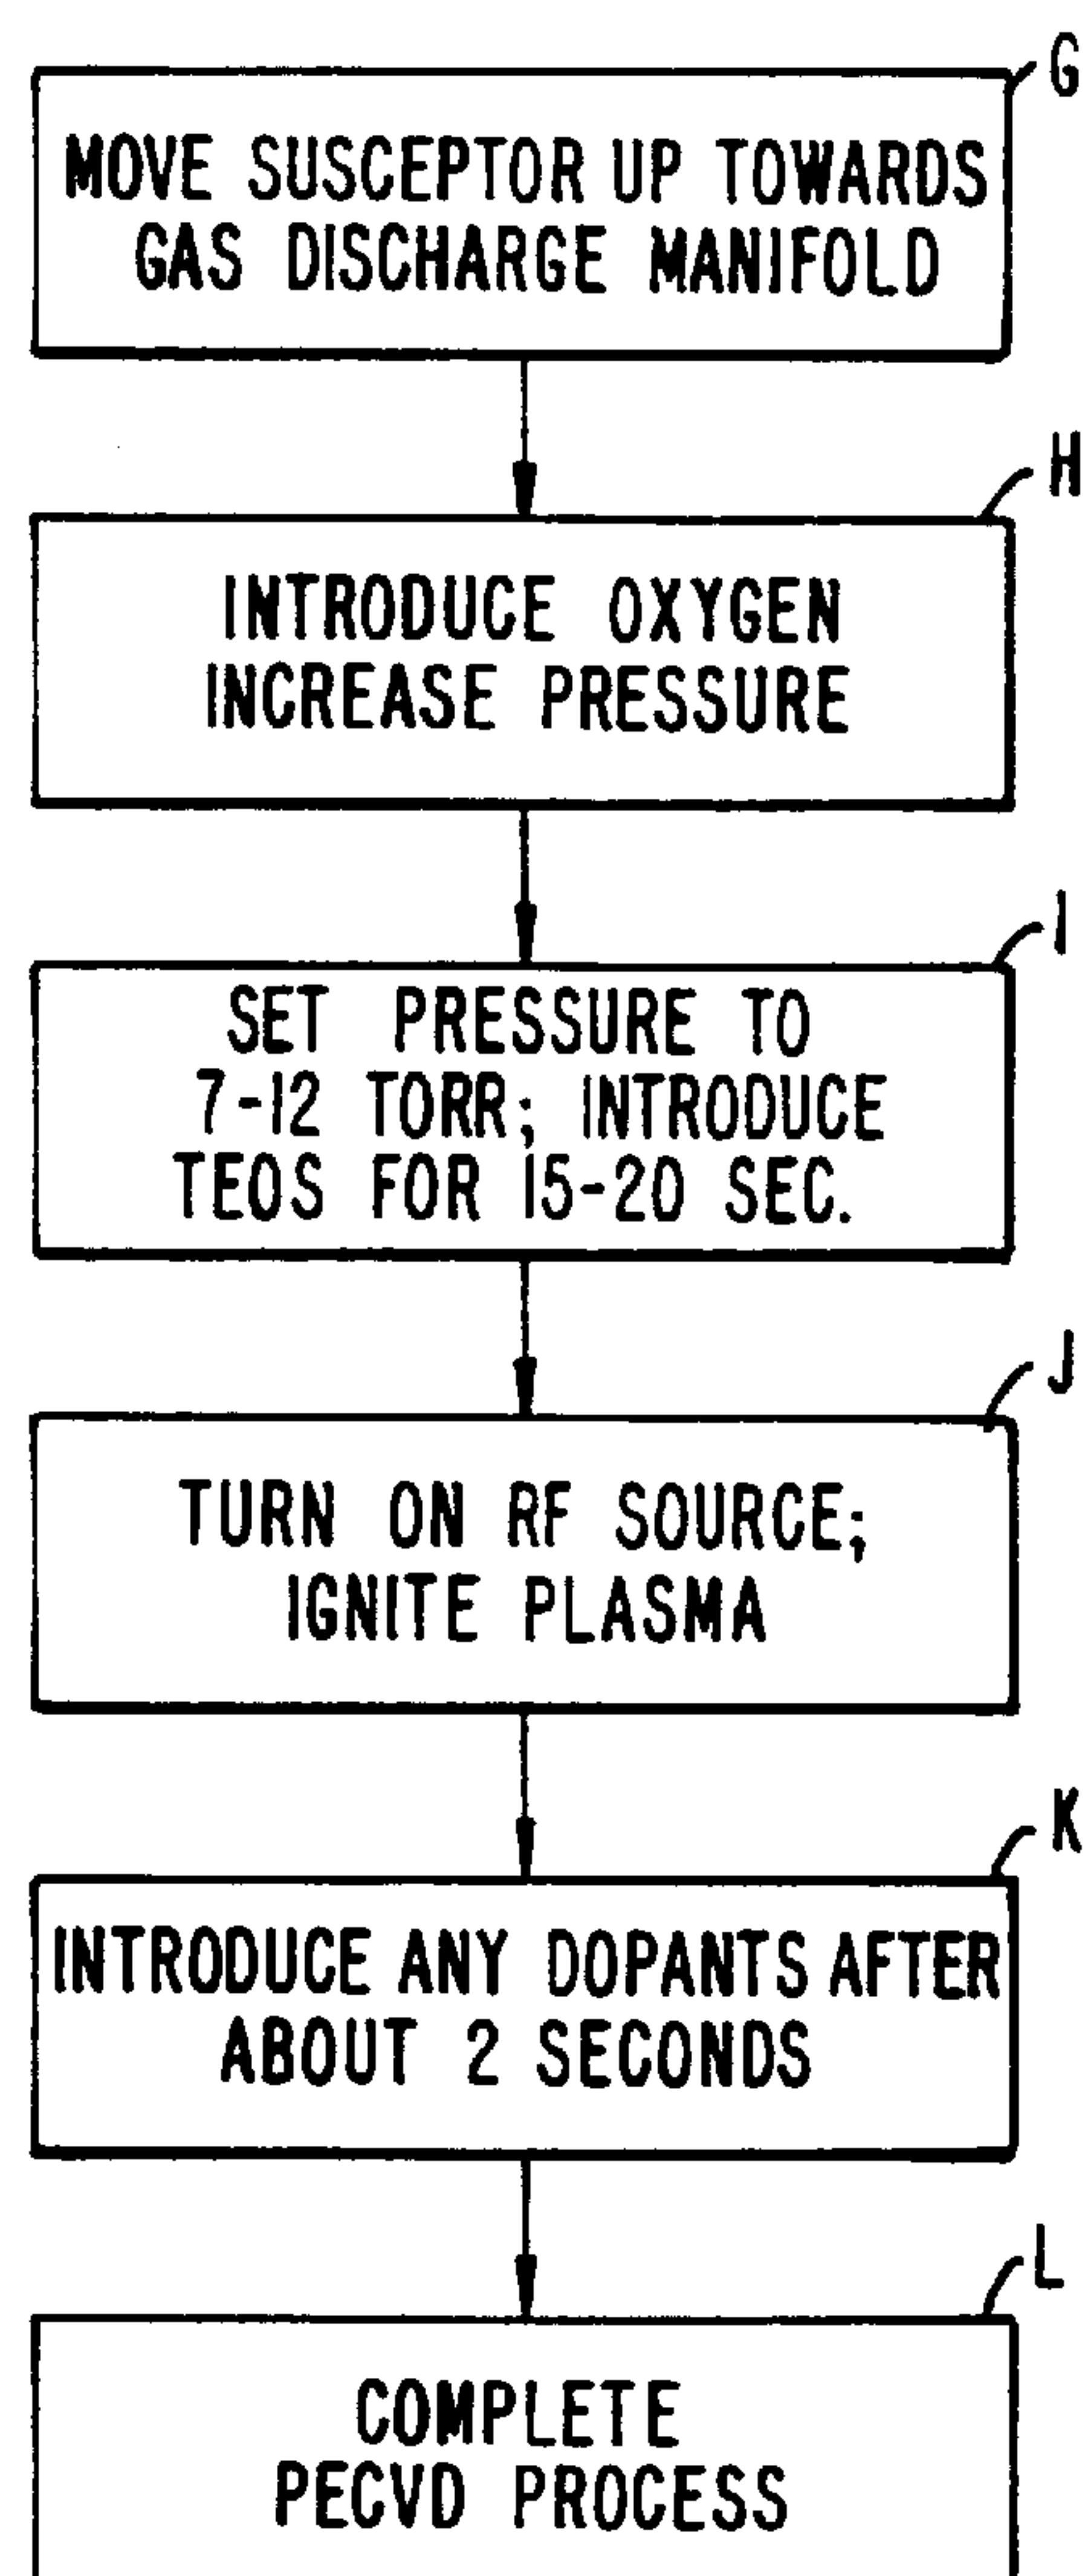 G
MOVE SUSCEPTOR UP TOWARDS
GAS DISCHARGE MANIFOLD
H
INTRODUCE OXYGEN
INCREASE PRESSURE
I
SET PRESSURE TO
7-12 TORR; INTRODUCE
TEOS FOR 15-20 SEC.
J
TURN ON RF SOURCE;
IGNITE PLASMA
K
INTRODUCE ANY DOPANTS AFTER
ABOUT 2 SECONDS
L
COMPLETE
PECVD PROCESS